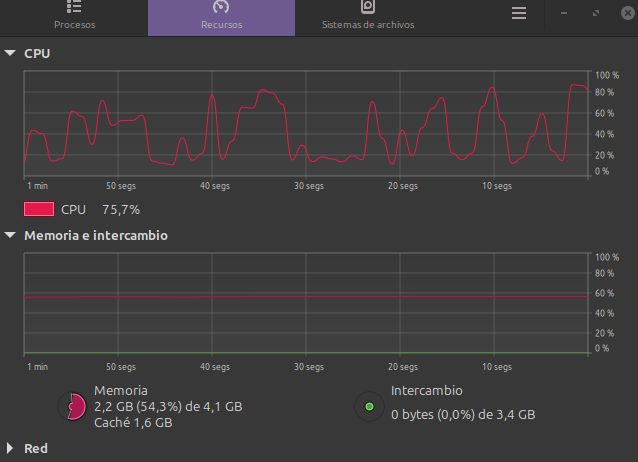 Procesos
Recursos
Sistemas de archivos
CPU
100 %
80 %
60 %
40 %
20 %
0 %
1 min
50 segs
40 segs
30 segs
20 segs
10 segs
CPU 75,7%
Memoria e intercambio
100 %
80 %
60 %
40 %
20 %
0 %
1 min
50 segs
40 segs
30 segs
20 segs
10 segs
Memoria
2,2 GB (54,3%) de 4,1 GB
Caché 1,6 GB
Intercambio
0 bytes (0,0%) de 3,4 GB
Red